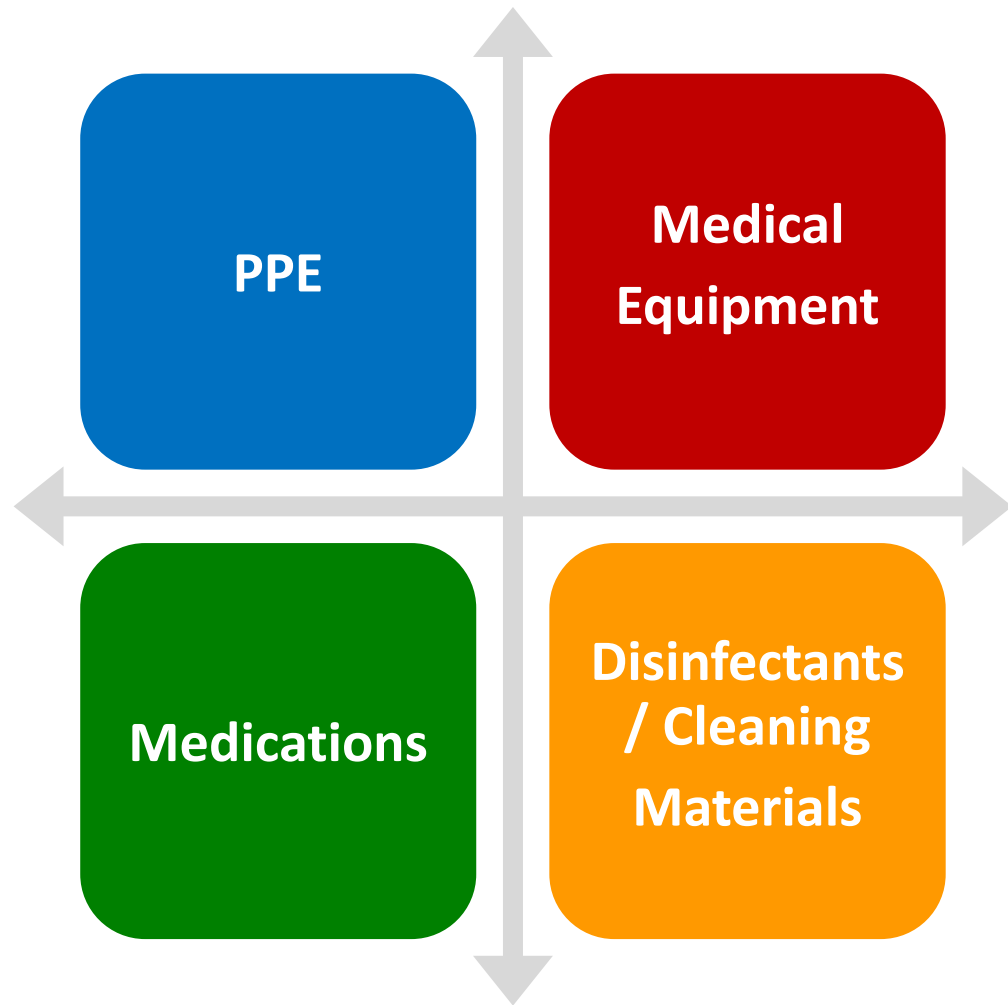 PPE
Medical
Equipment
Medications
Disinfectants
/ Cleaning
Materials